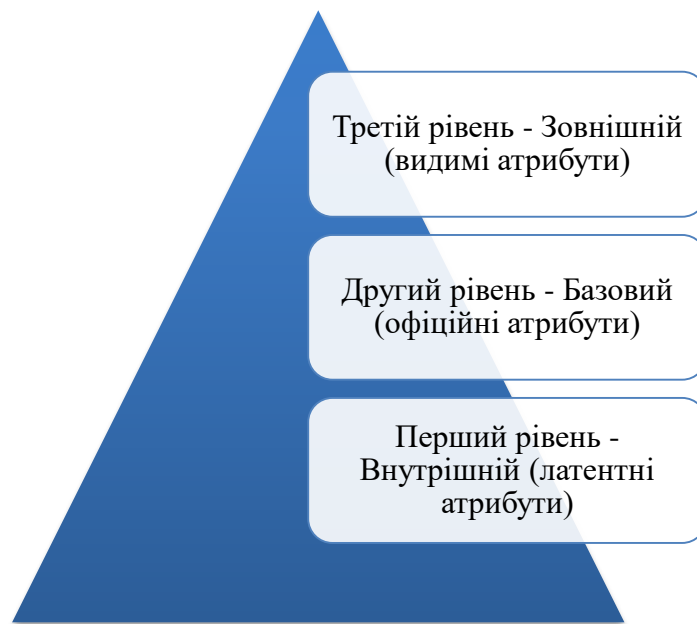 Третій рівень - Зовнішній
(видимі атрибути)
Другий рівень - Базовий
(офіційні атрибути)
Перший рівень -
Внутрішній (латентні
атрибути)